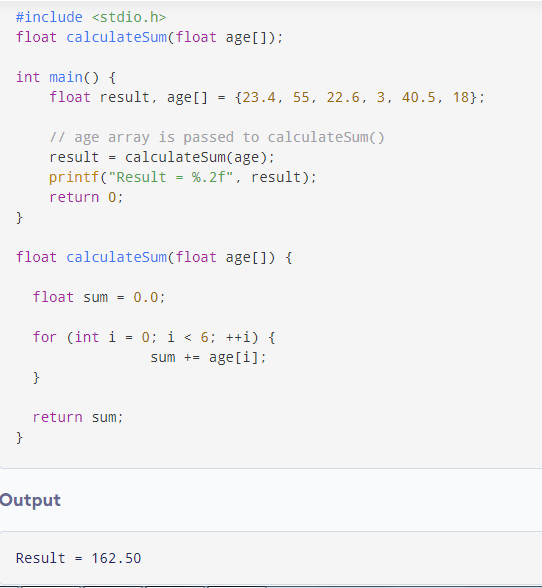 #include <stdio.h>
float calculateSum(float age[]);
int main() {
float result, age[] = {23.4, 55, 22.6, 3, 40.5, 18};
// age array is passed to calculateSum()
result = calculateSum(age);
printf("Result = %.2f", result);
return 0;
}
float calculateSum(float age[]) {
float sum = 0.0;
for (int i = 0; i < 6; ++i) {
sum += age[i];
}
return sum;
}
Output
Result = 162.50